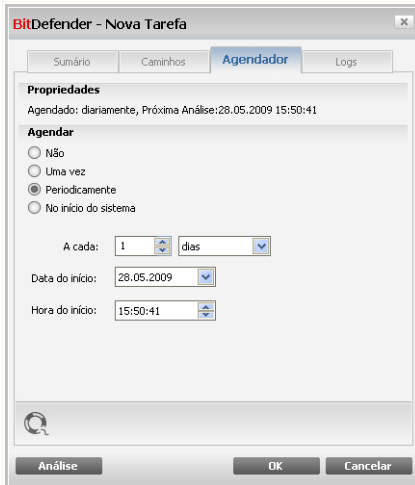 BitDefender - Nova Tarefa
Sumário Caminhos Agendador Logs
Propriedades
Agendado: diariamente, Próxima Análise:28.05.2009 15:50:41
Agendar
Não
Uma vez
Periodicamente
No início do sistema
A cada: 1 dias
Data do início: 28.05.2009
Hora do início: 15:50:41
Análise OK Cancelar